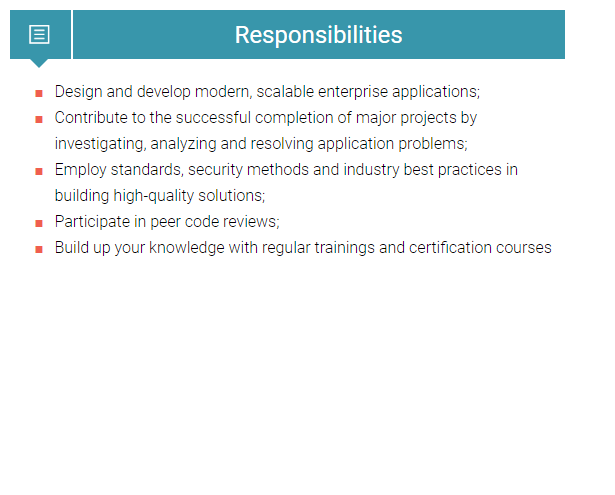 Responsibilities
Design and develop modern, scalable enterprise applications;
Contribute to the successful completion of major projects by
investigating, analyzing and resolving application problems;
Employ standards, security methods and industry best practices in
building high-quality solutions;
Participate in peer code reviews;
Build up your knowledge with regular trainings and certification courses